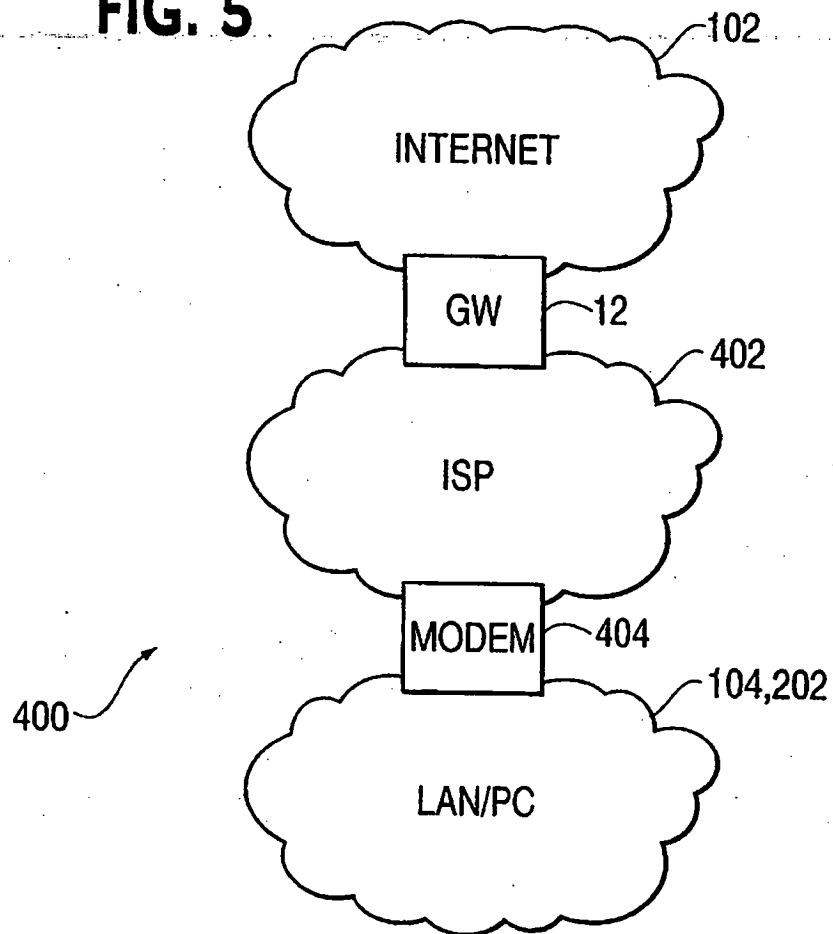 FIG. 5
102
INTERNET
GW
12
402
ISP
MODEM
404
104,202
400
LAN/PC